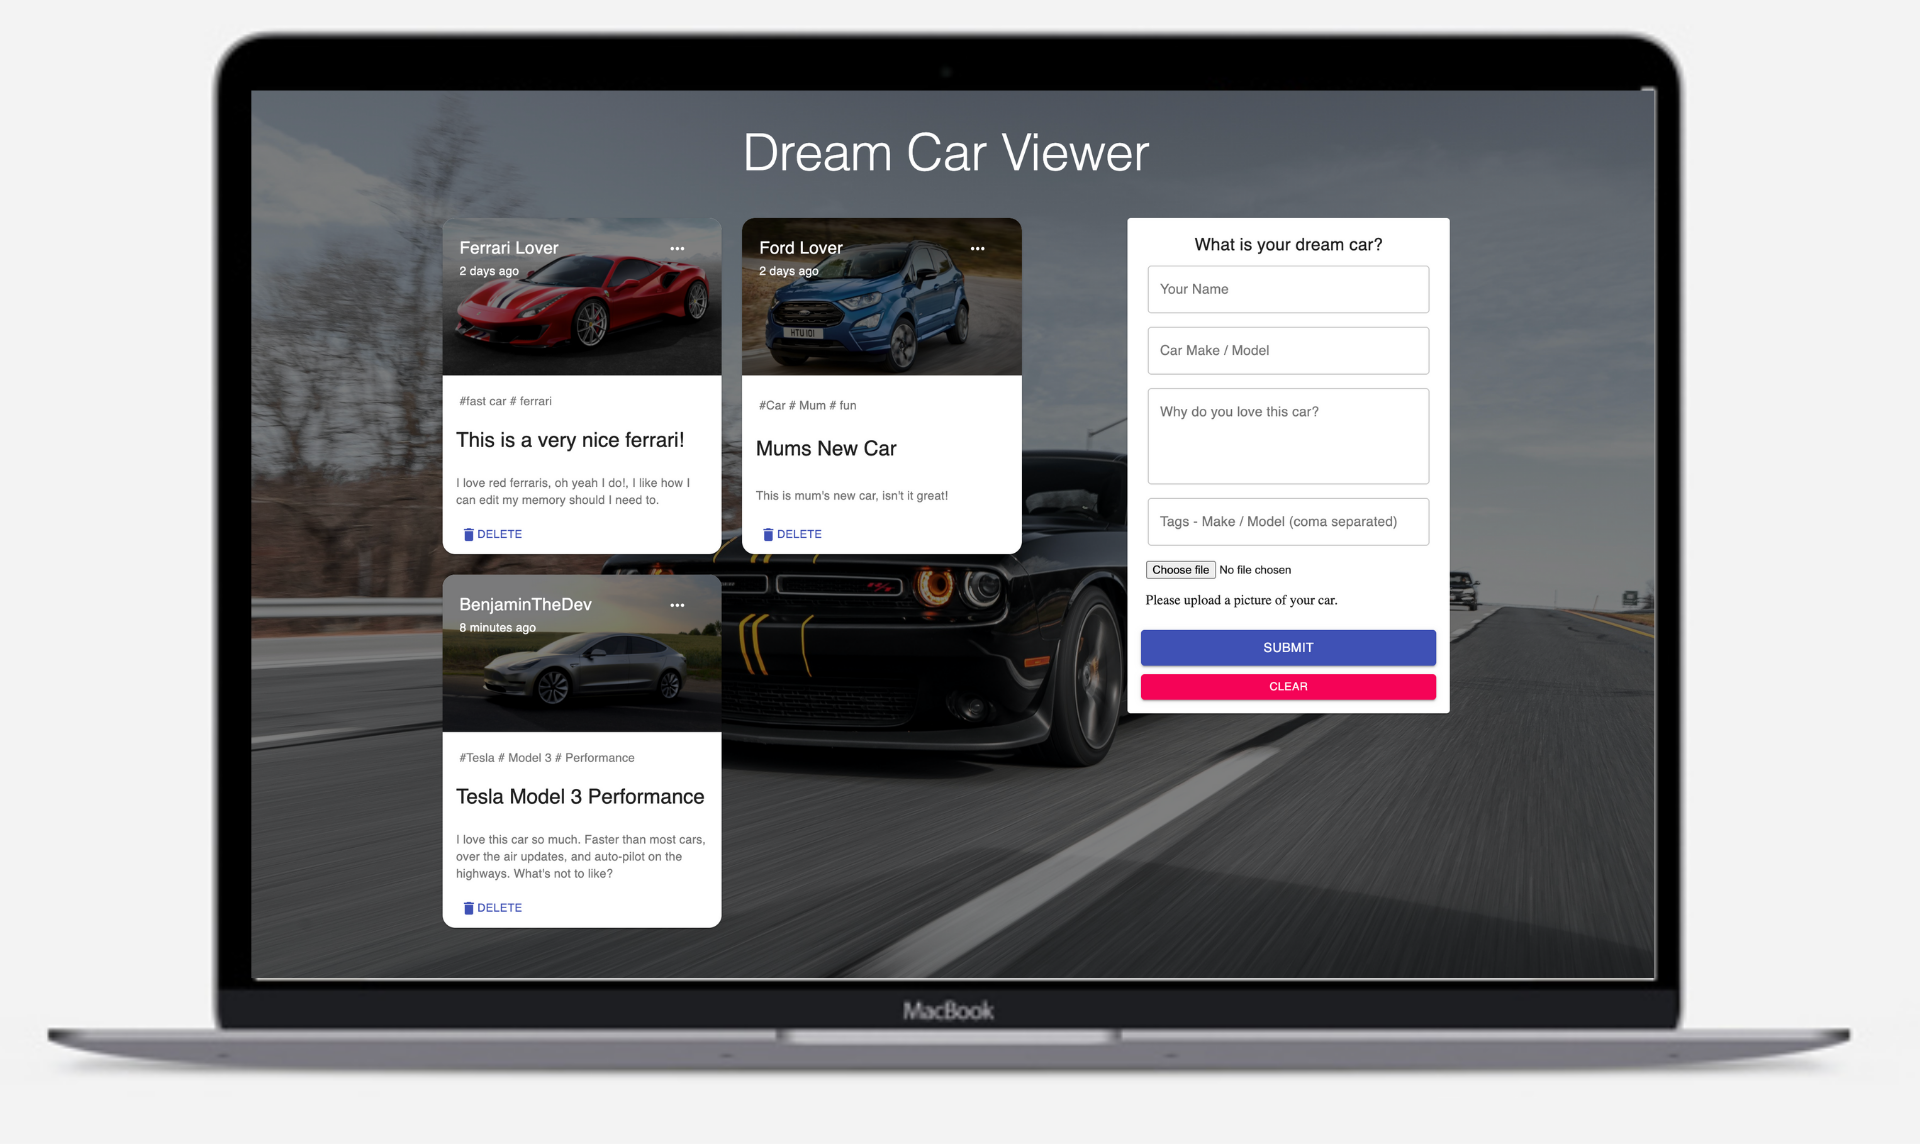 Dream Car Viewer
Ferrari Lover
2 days ago
#fast car # ferrari
This is a very nice ferrari!
I love red ferraris, oh yeah I do!, I like how I
can edit my memory should I need to.
DELETE
Ford Lover
2 days ago
HTU 101
#Car # Mum # fun
Mums New Car
This is mum's new car, isn't it great!
DELETE
BenjaminTheDev
8 minutes ago
#Tesla # Model 3 # Performance
Tesla Model 3 Performance
I love this car so much. Faster than most cars,
over the air updates, and auto-pilot on the
highways. What's not to like?
DELETE
R/T
What is your dream car?
Your Name
Car Make / Model
Why do you love this car?
Tags - Make / Model (coma separated)
Choose file No file chosen
Please upload a picture of your car.
SUBMIT
CLEAR
MacBook